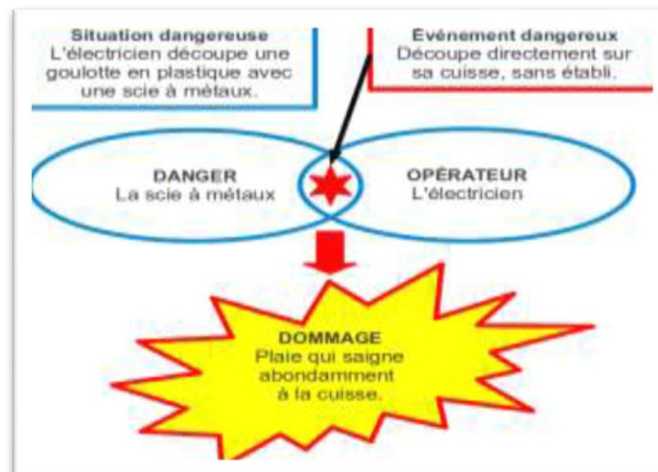 Situation dangereuse
L'électricien découpe une
goulotte en plastique avec
une scie à métaux.
Évènement dangereux
Découpe directement sur
sa cuisse, sans établi.
DANGER
La scie à métaux
OPÉRATEUR
L'électricien
DOMMAGE
Plaie qui saigne
abondamment
à la cuisse.